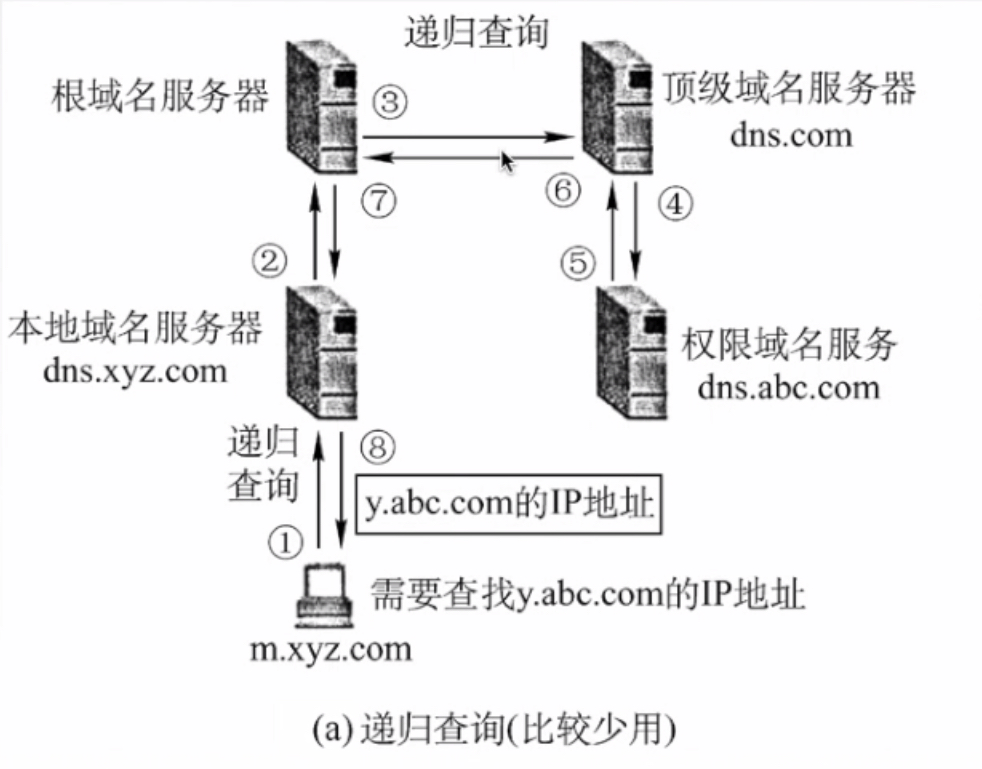 递归查询
根域名服务器
③
顶级域名服务器
dns.com
⑦
⑥
④
②
⑤
本地域名服务器
dns.xyz.com
权限域名服务
dns.abc.com
递归
查询
⑧
y.abc.com的IP地址
①
需要查找y.abc.com的IP地址
m.xyz.com
(a) 递归查询(比较少用)